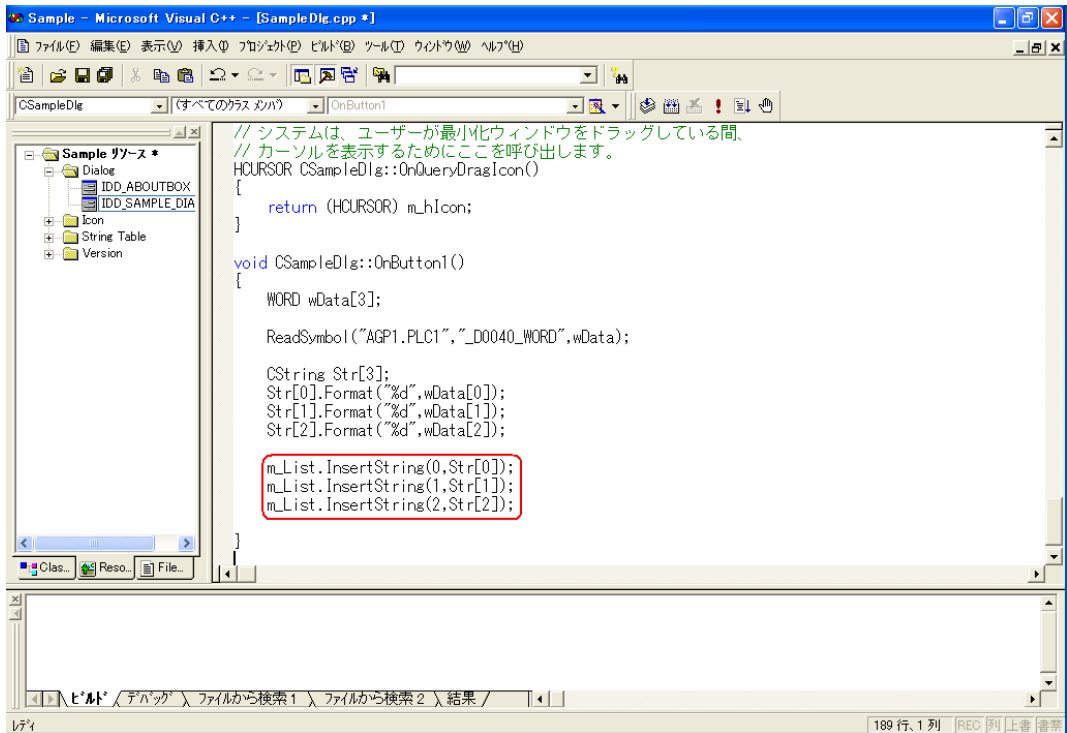 Sample - Microsoft Visual C++ - [SampleDlg.cpp *]
ファイル(F) 編集(E) 表示(V) 挿入(I) プロジェクト(P) ビルド(B) ツール(T) ウィンドウ(W) ヘルプ(H)
CSampleDlg (すべてのクラス メンバ) OnButton1
Sample リソース *
Dialog
IDD_ABOUTBOX
IDD_SAMPLE_DIA
Icon
String Table
Version
Clas... Reso... File...
// システムは、ユーザーが最小化ウィンドウをドラッグしている間、
// カーソルを表示するためにここを呼び出します。
HCURSOR CSampleDlg::OnQueryDragIcon()
{
return (HCURSOR) m_hIcon;
}
void CSampleDlg::OnButton1()
{
WORD wData[3];
ReadSymbol("AGP1.PLC1","_D0040_WORD",wData);
CString Str[3];
Str[0].Format("%d",wData[0]);
Str[1].Format("%d",wData[1]);
Str[2].Format("%d",wData[2]);
m_List.InsertString(0,Str[0]);
m_List.InsertString(1,Str[1]);
m_List.InsertString(2,Str[2]);
}
ビルド デバッグ ファイルから検索1 ファイルから検索2 結果
レディ 189 行、1 列 REC 列 上書 書禁